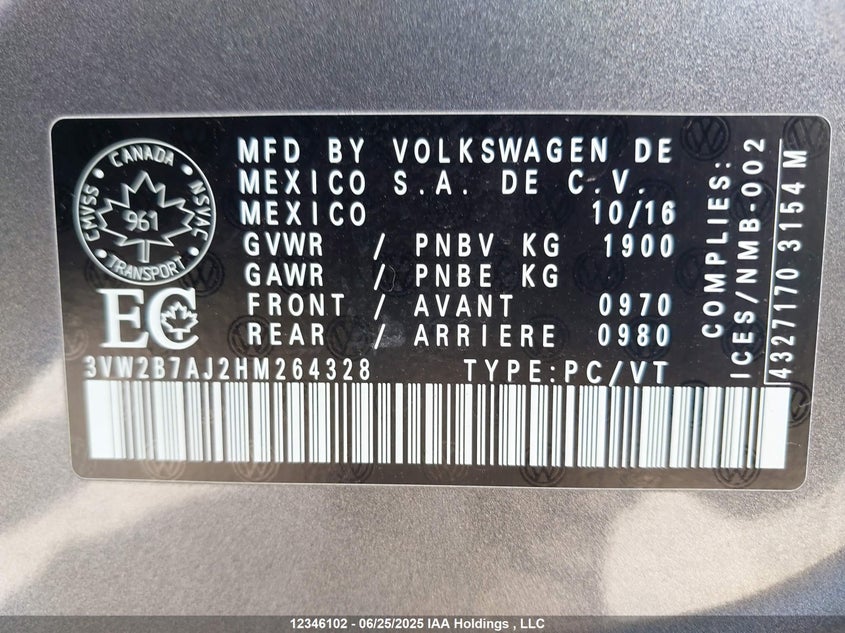 CANADA
CMVSS
NSVAC
961
TRANSPORT
EC
MFD BY VOLKSWAGEN DE
MEXICO S.A. DE C.V.
MEXICO 10/16
GVWR / PNBV KG 1900
GAWR / PNBE KG
FRONT / AVANT 0970
REAR / ARRIERE 0980
3VW2B7AJ2HM264328 TYPE:PC/VT
COMPLIES:
ICES/NMB-002
4327170 3154 M
12346102 - 06/25/2025 IAA Holdings , LLC